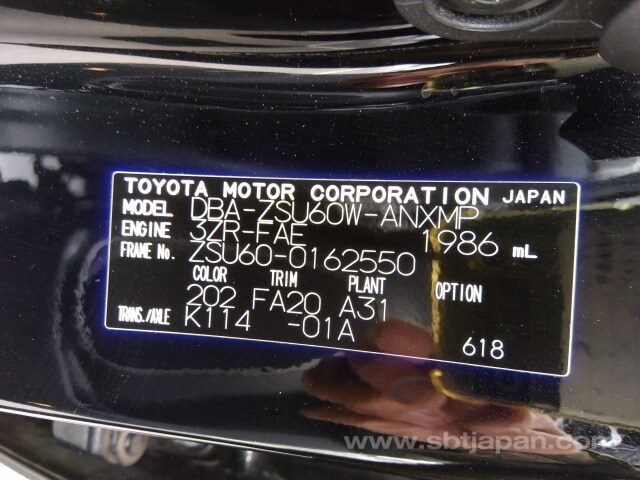 TOYOTA MOTOR CORPORATION JAPAN
MODEL DBA-ZSU60W-ANXMP
ENGINE 3ZR-FAE 1986 mL
FRAME No. ZSU60-0162550
COLOR TRIM PLANT OPTION
202 FA20 A31
TRANS./AXLE K114 -01A
618
www.sbtjapan.com